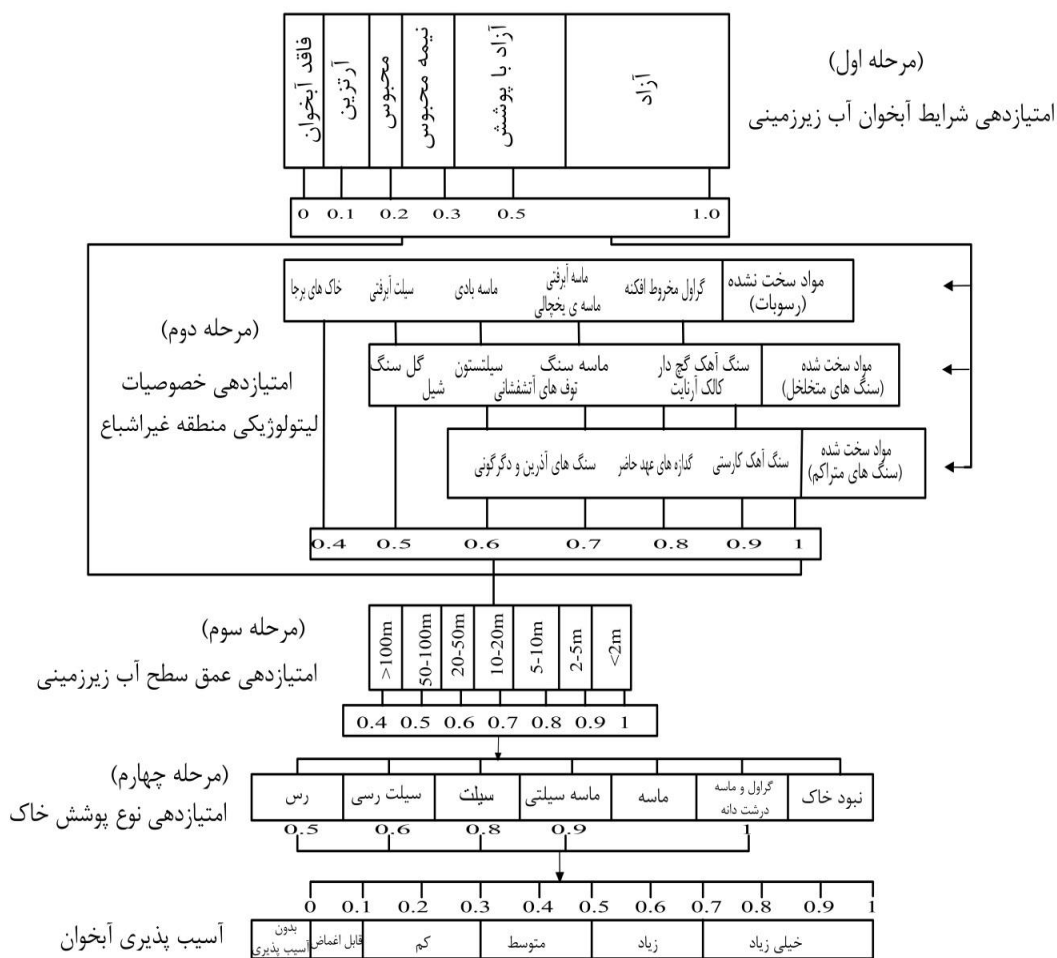 (مرحله اول)
امتیازدهی شرایط آبخوان آب زیرزمینی
آزاد
آزاد با پوشش
نیمه محبوس
محبوس
آرتزین
فاقد آبخوان
0 0.1 0.2 0.3 0.5 1.0
(مرحله دوم)
امتیازدهی خصوصیات
لیتولوژیکی منطقه غیراشباع
مواد سخت نشده
(رسوبات)
گراول مخروط افکنه
ماسه آبرفتی
ماسه ی یخچالی
ماسه بادی
سیلت آبرفتی
خاک های برجا
مواد سخت شده
(سنگ های متخلخل)
سنگ آهک گچ دار
کالک آرنایت
ماسه سنگ
توف های آتشفشانی
سیلتستون
گل سنگ
شیل
مواد سخت شده
(سنگ های متراکم)
سنگ آهک کارستی
گدازه های عهد حاضر
سنگ های آذرین و دگرگونی
0.4 0.5 0.6 0.7 0.8 0.9 1
(مرحله سوم)
امتیازدهی عمق سطح آب زیرزمینی
>100m
50-100m
20-50m
10-20m
5-10m
2-5m
<2m
0.4 0.5 0.6 0.7 0.8 0.9 1
(مرحله چهارم)
امتیازدهی نوع پوشش خاک
نبود خاک
گراول و ماسه
درشت دانه
ماسه
ماسه سیلتی
سیلت
سیلت رسی
رس
0.5 0.6 0.8 0.9 1
آسیب پذیری آبخوان
0 0.1 0.2 0.3 0.4 0.5 0.6 0.7 0.8 0.9 1
خیلی زیاد
زیاد
متوسط
کم
قابل اغماض
بدون
آسیب پذیری